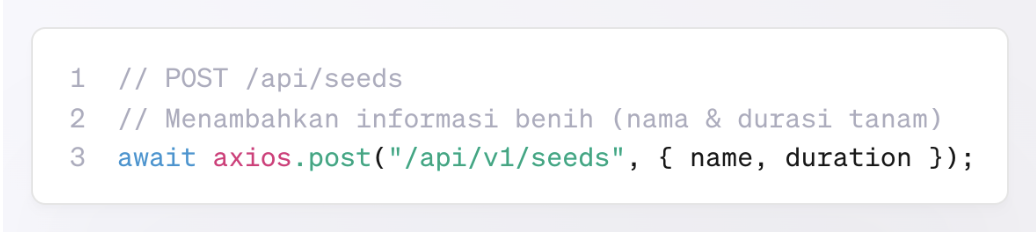 1 // POST /api/seeds
2 // Menambahkan informasi benih (nama & durasi tanam)
3 await axios.post("/api/v1/seeds", { name, duration });